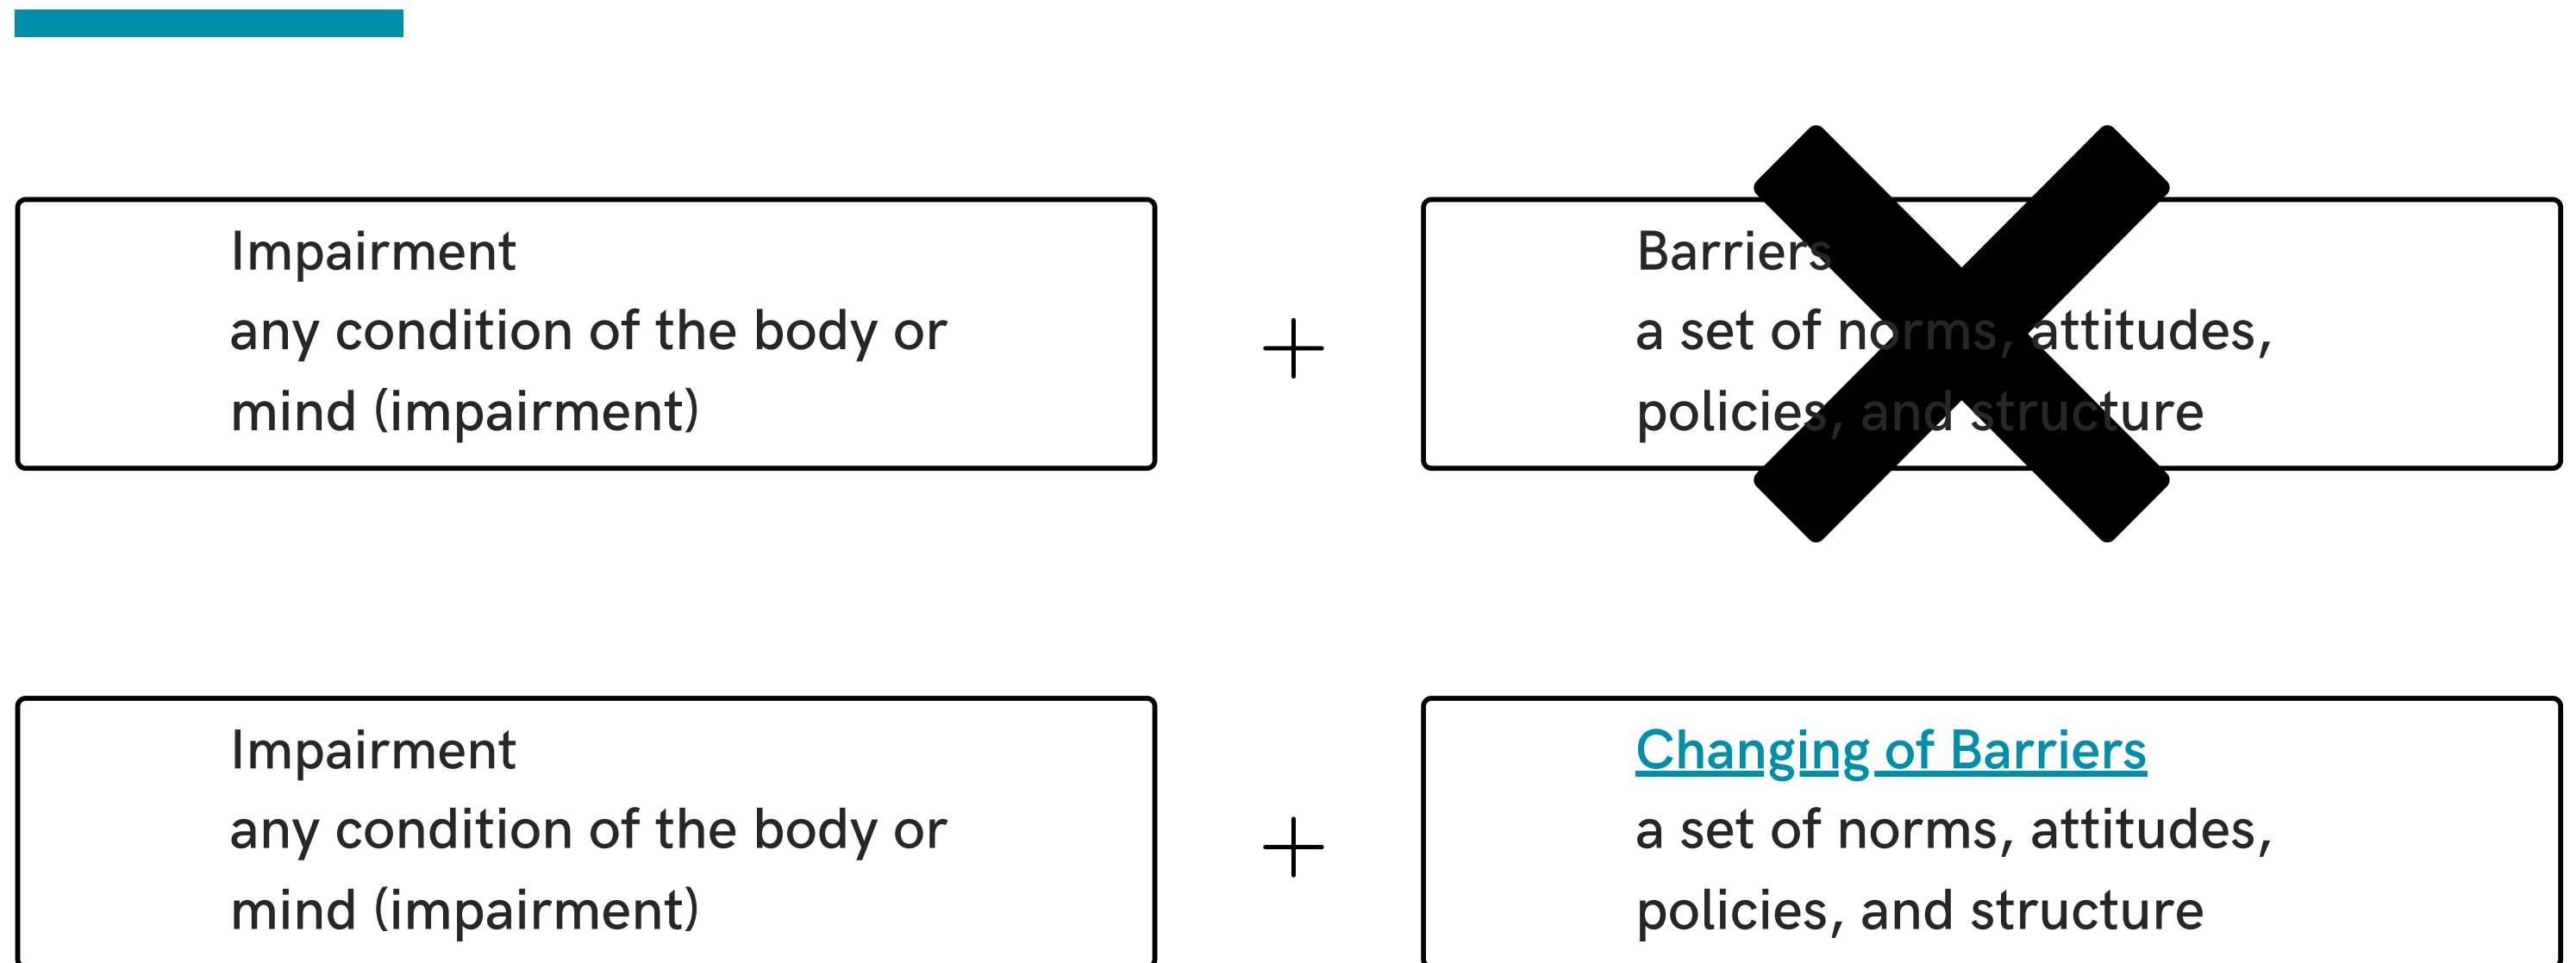 Impairment
any condition of the body or
mind (impairment)
+
Barriers
a set of norms, attitudes,
policies, and structure
Impairment
any condition of the body or
mind (impairment)
+
Changing of Barriers
a set of norms, attitudes,
policies, and structure